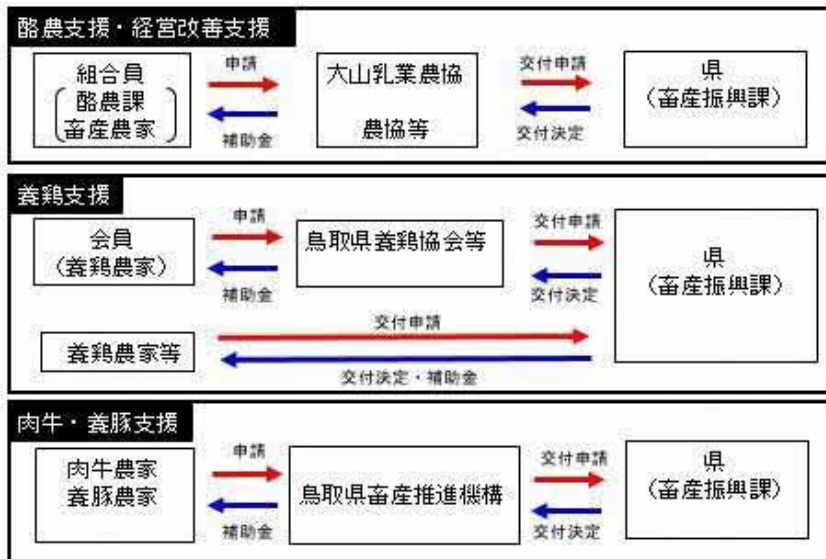 酪農支援・経営改善支援
組合員
酪農課
畜産農家
申請
補助金
大山乳業農協
農協等
交付申請
交付決定
県
(畜産振興課)
養鶏支援
会員
(養鶏農家)
申請
補助金
鳥取県養鶏協会等
交付申請
交付決定
県
(畜産振興課)
養鶏農家等
交付申請
交付決定・補助金
肉牛・養豚支援
肉牛農家
養豚農家
申請
補助金
鳥取県畜産推進機構
交付申請
交付決定
県
(畜産振興課)